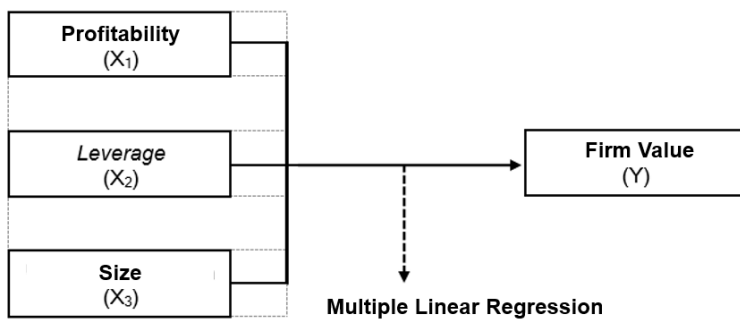 Profitability
(X₁)
Leverage
(X₂)
Firm Value
(Y)
Size
(X₃)
Multiple Linear Regression